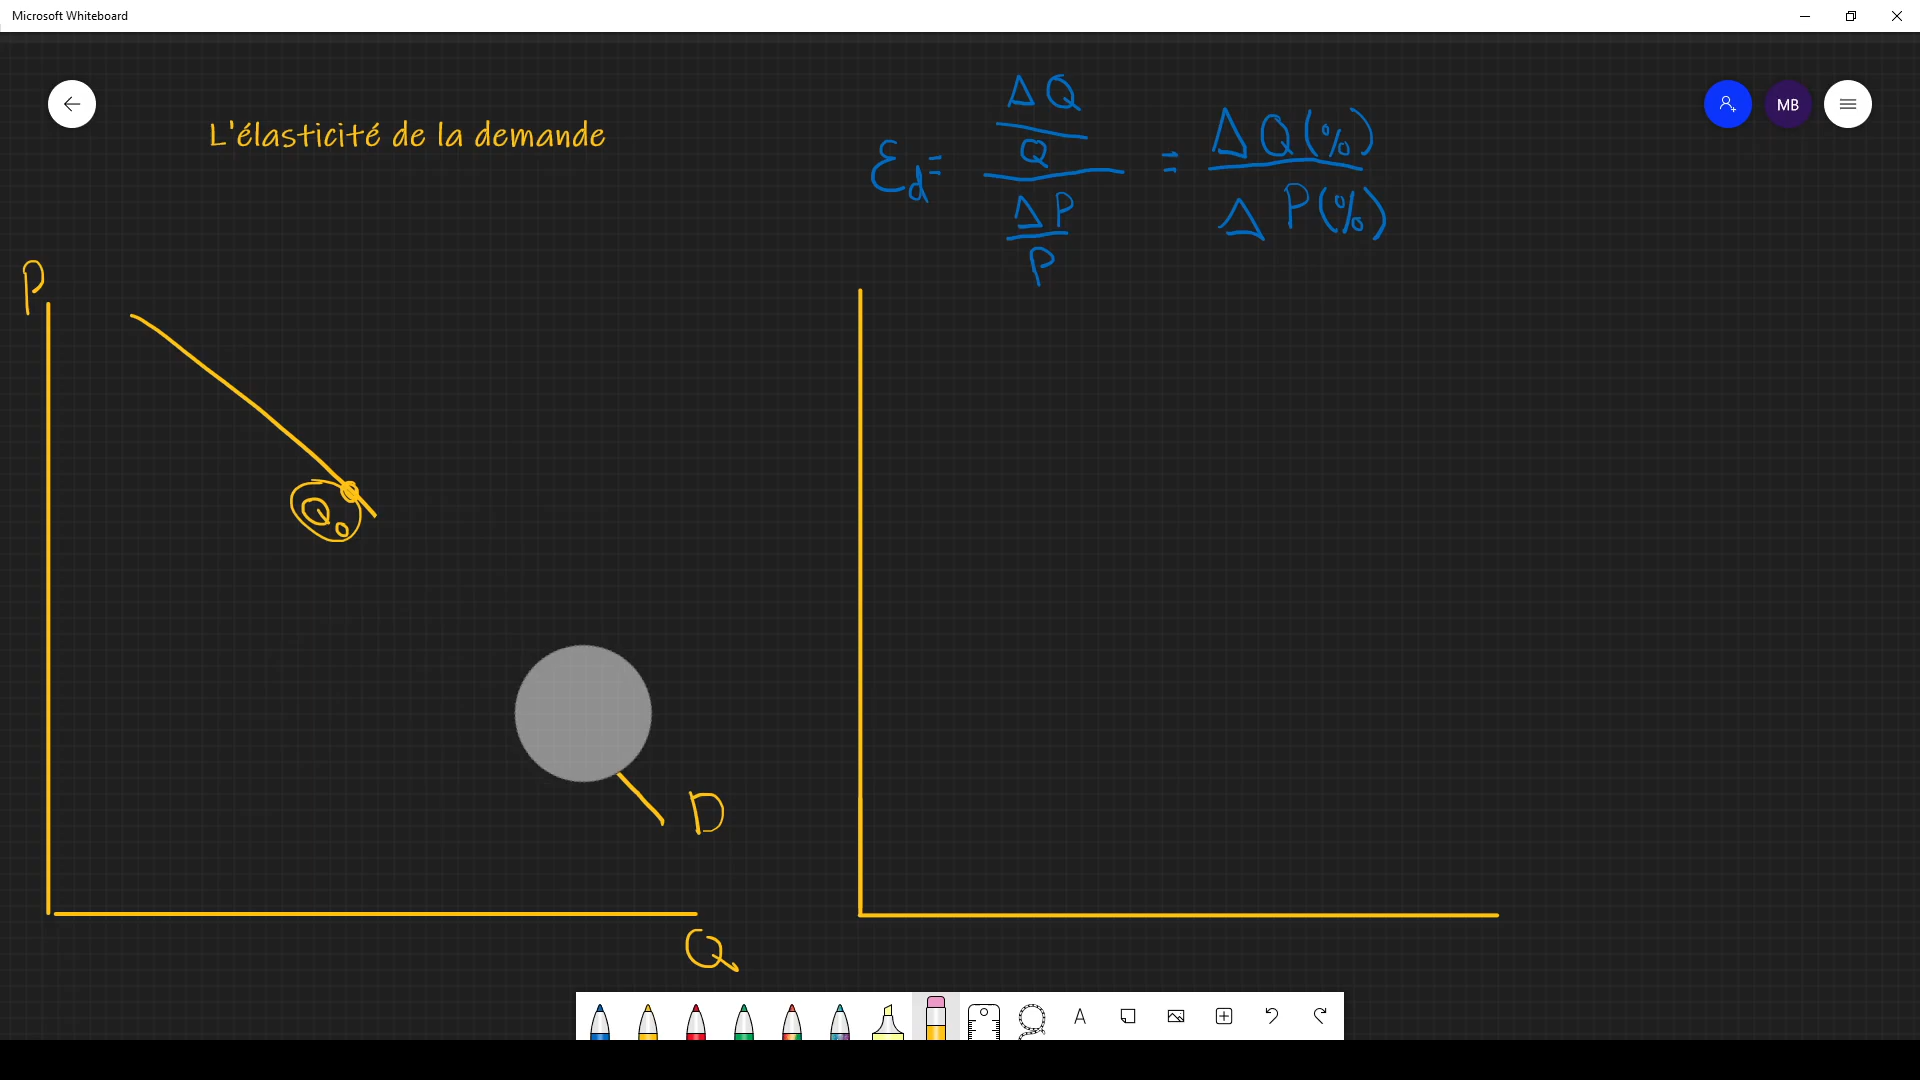 Microsoft Whiteboard
MB
L'élasticité de la demande
ΔQ
Q
ΔP
P
Ɛd=
= ΔQ(%)
ΔP(%)
P
Q0
D
Q
A